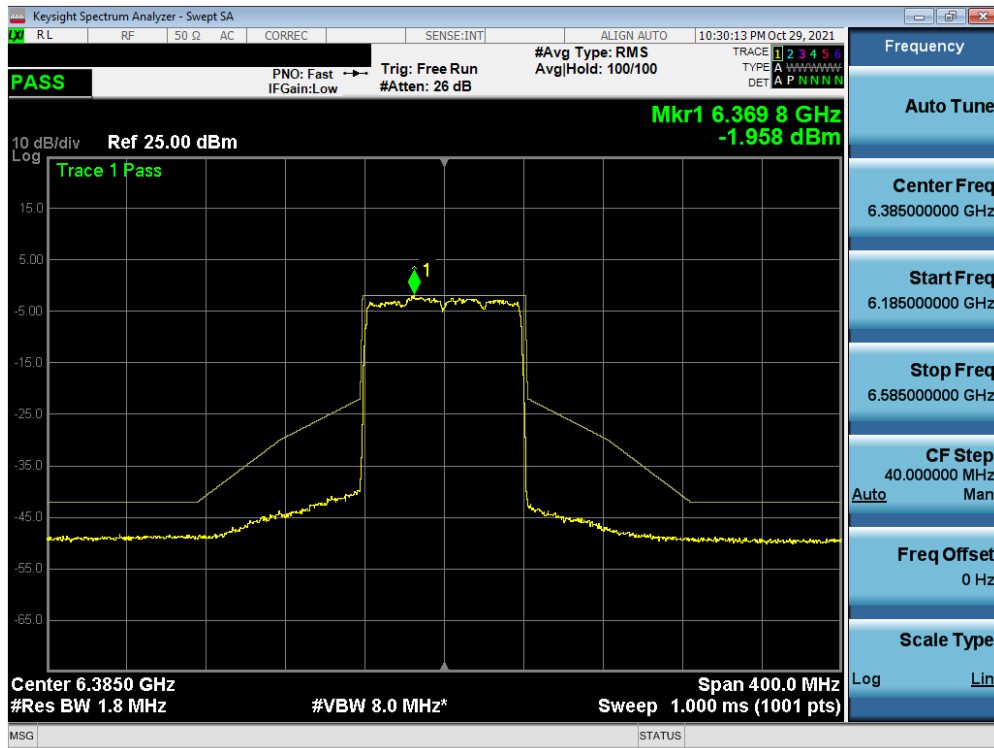 Keysight Spectrum Analyzer - Swept SA
LXI RL RF 50 Ω AC CORREC SENSE:INT ALIGN AUTO 10:30:13 PM Oct 29, 2021
PASS
PNO: Fast
IFGain:Low
Trig: Free Run
#Atten: 26 dB
#Avg Type: RMS
Avg|Hold: 100/100
TRACE 1 2 3 4 5 6
TYPE A WWWWW
DET A P N N N N
Mkr1 6.369 8 GHz
-1.958 dBm
10 dB/div Ref 25.00 dBm
Log
Trace 1 Pass
15.0
5.00
1
-5.00
-15.0
-25.0
-35.0
-45.0
-55.0
-65.0
Center 6.3850 GHz Span 400.0 MHz
#Res BW 1.8 MHz #VBW 8.0 MHz* Sweep 1.000 ms (1001 pts)
MSG STATUS
Frequency
Auto Tune
Center Freq
6.385000000 GHz
Start Freq
6.185000000 GHz
Stop Freq
6.585000000 GHz
CF Step
40.000000 MHz
Auto Man
Freq Offset
0 Hz
Scale Type
Log Lin